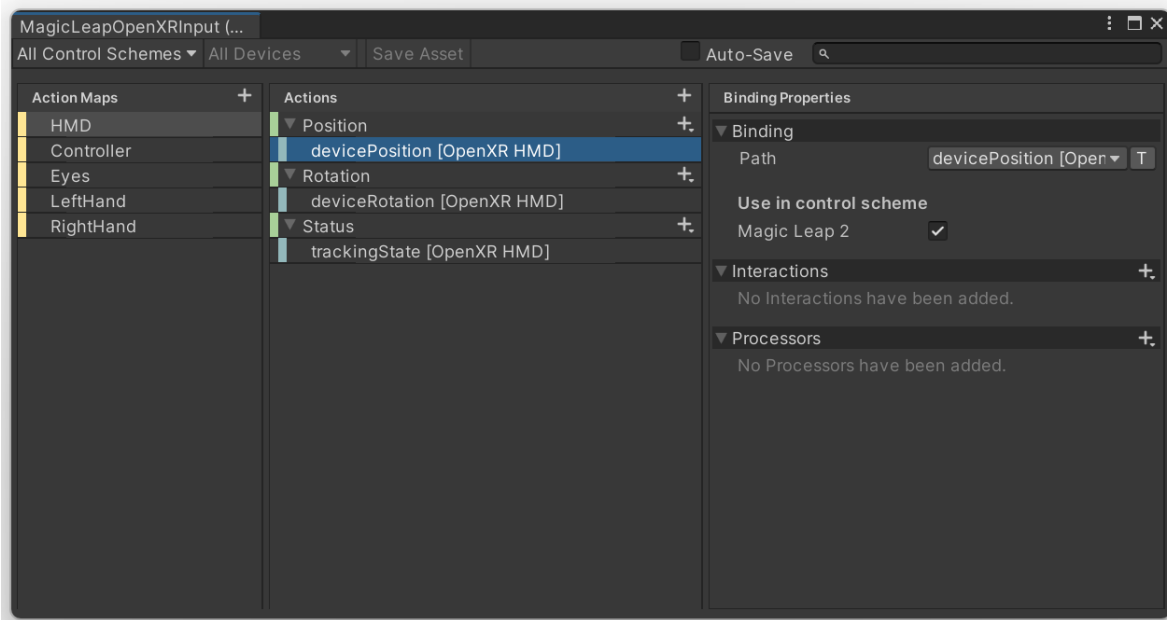 MagicLeapOpenXRInput (...
All Control Schemes All Devices Save Asset Auto-Save
Action Maps
HMD
Controller
Eyes
LeftHand
RightHand
Actions
Position
devicePosition [OpenXR HMD]
Rotation
deviceRotation [OpenXR HMD]
Status
trackingState [OpenXR HMD]
Binding Properties
Binding
Path devicePosition [Open T
Use in control scheme
Magic Leap 2
Interactions
No Interactions have been added.
Processors
No Processors have been added.